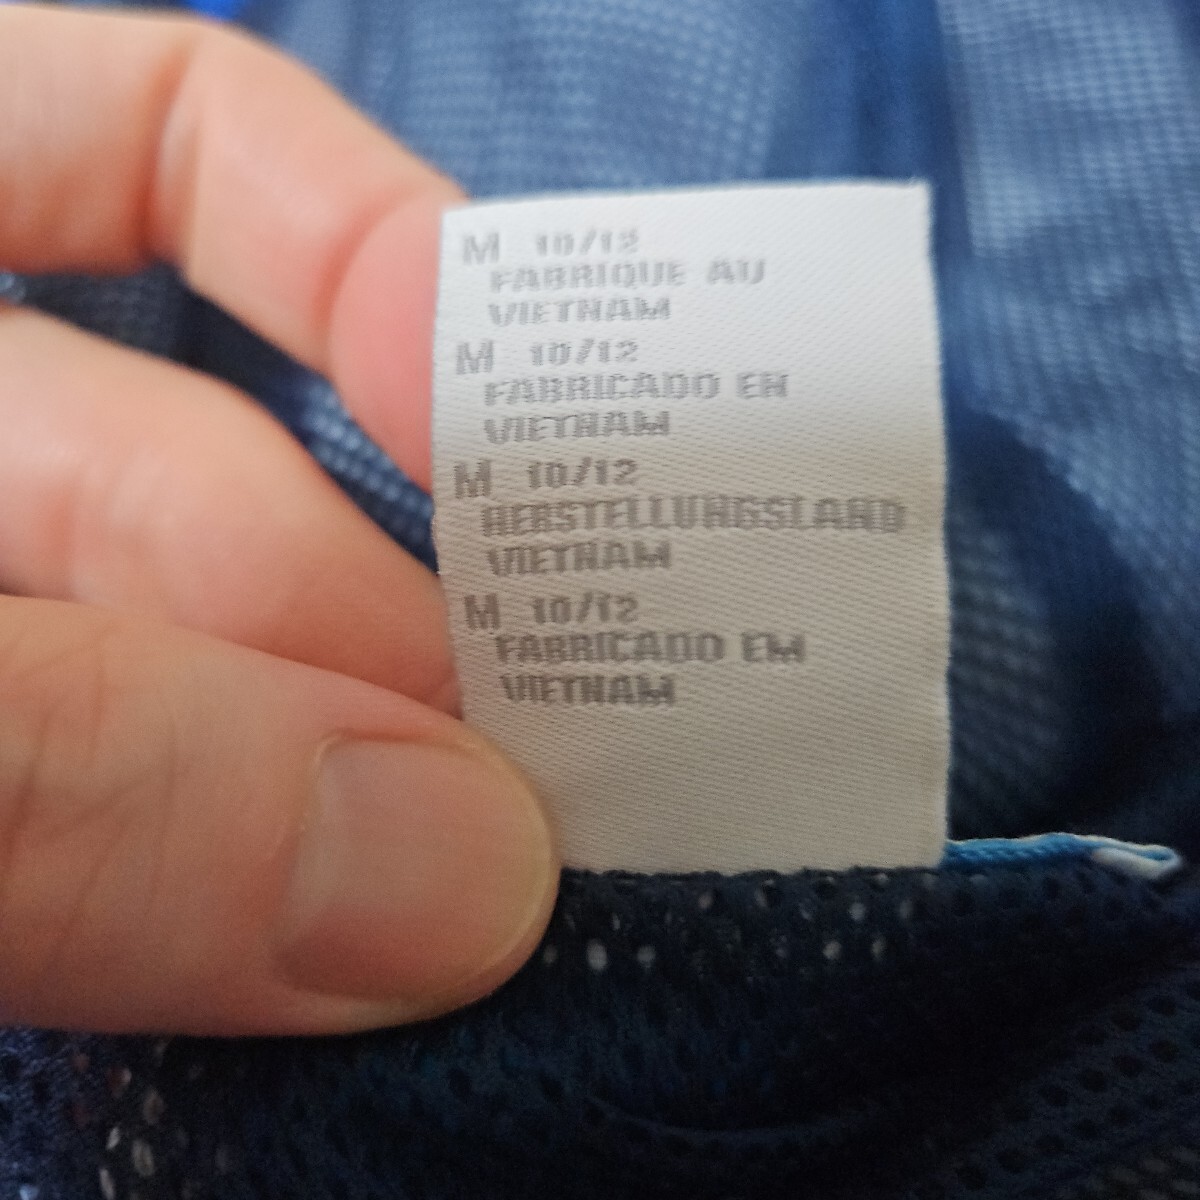 M 10/12
FABRIQUE AU
VIETNAM
M 10/12
FABRICADO EN
VIETNAM
M 10/12
HERSTELLUNGSLAND
VIETNAM
M 10/12
FABRICADO EM
VIETNAM